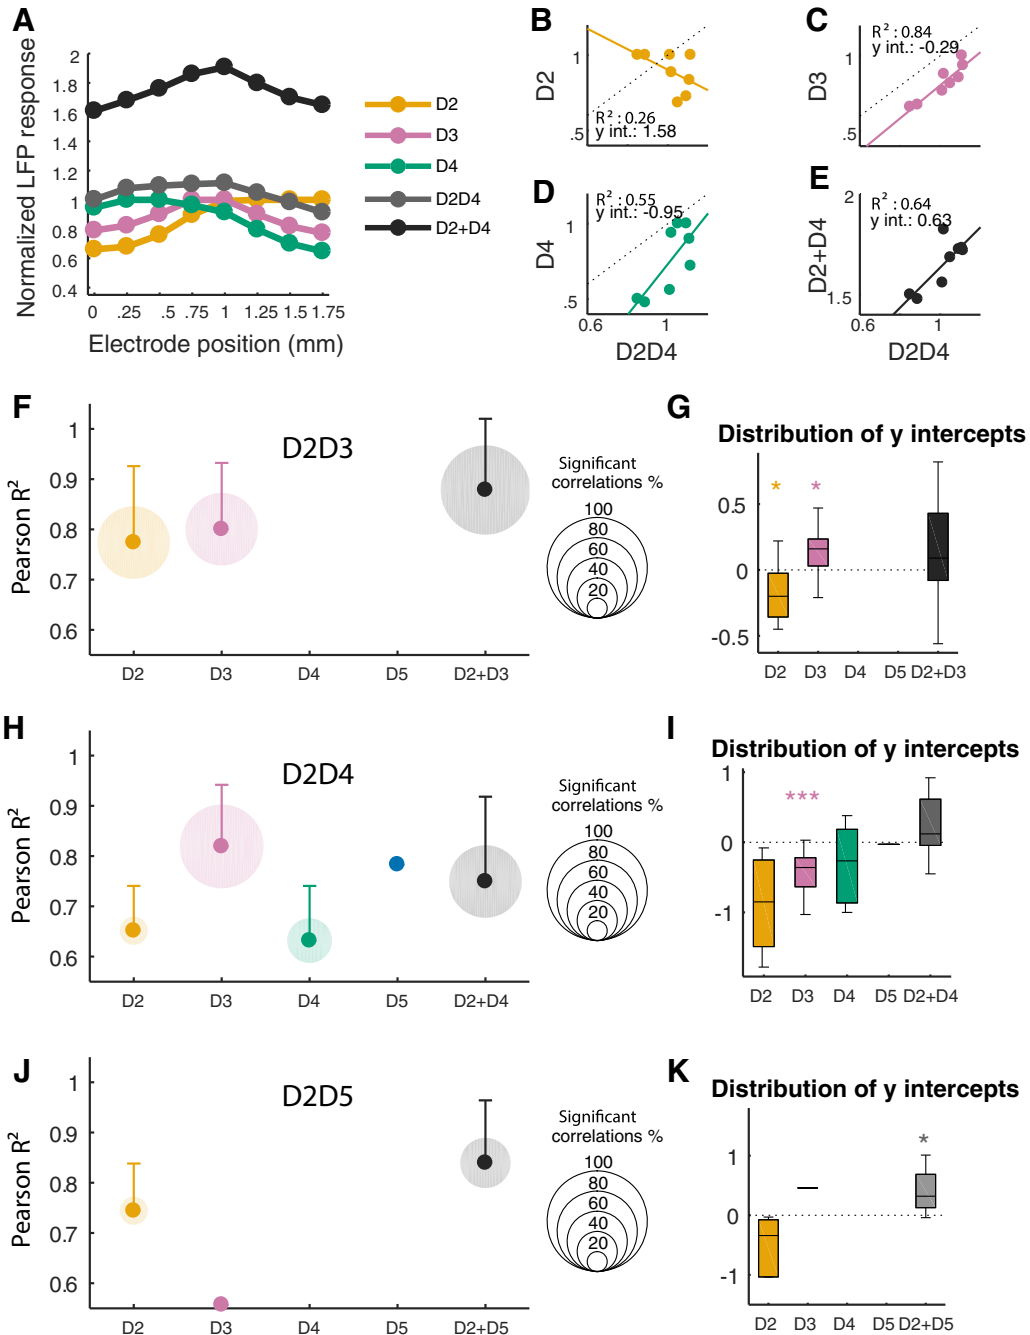 A
Normalized LFP response
2
1.8
1.6
1.4
1.2
1
0.8
0.6
0.4
0 .25 .5 .75 1 1.25 1.5 1.75
Electrode position (mm)
D2
D3
D4
D2D4
D2+D4
B
D2
1
.5
R²: 0.26
y int.: 1.58
C
D3
1
.5
R²: 0.84
y int.: -0.29
D
D4
1
.5
R²: 0.55
y int.: -0.95
0.6 1
D2D4
E
D2+D4
2
1.5
R²: 0.64
y int.: 0.63
0.6 1
D2D4
F
D2D3
Pearson R²
1
0.9
0.8
0.7
0.6
D2 D3 D4 D5 D2+D3
Significant
correlations %
100
80
60
40
20
G
Distribution of y intercepts
* *
0.5
0
-0.5
D2 D3 D4 D5 D2+D3
H
D2D4
Pearson R²
1
0.9
0.8
0.7
0.6
D2 D3 D4 D5 D2+D4
Significant
correlations %
100
80
60
40
20
I
Distribution of y intercepts
***
1
0
-1
D2 D3 D4 D5 D2+D4
J
D2D5
Pearson R²
1
0.9
0.8
0.7
0.6
D2 D3 D4 D5 D2+D5
Significant
correlations %
100
80
60
40
20
K
Distribution of y intercepts
*
1
0
-1
D2 D3 D4 D5 D2+D5